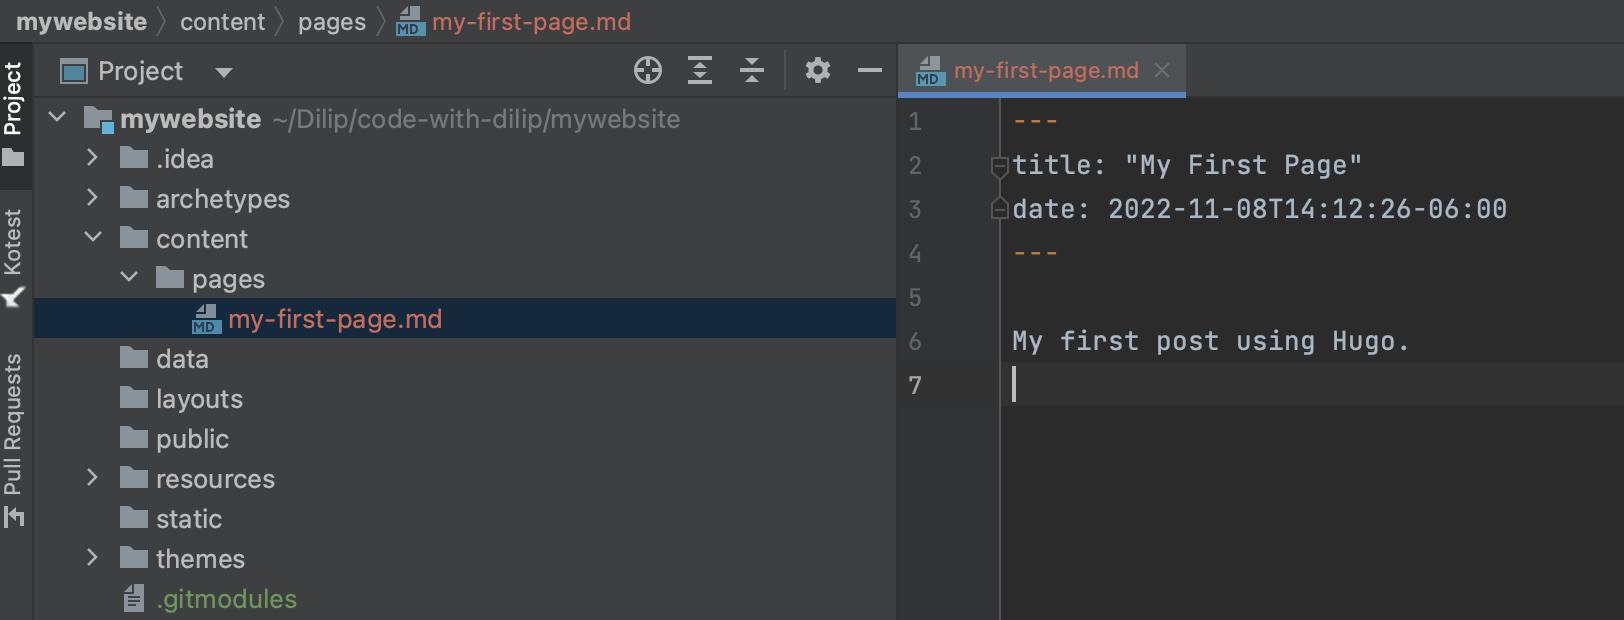 mywebsite content pages MD my-first-page.md
Project
Kotest
Pull Requests
Project
mywebsite ~/Dilip/code-with-dilip/mywebsite
.idea
archetypes
content
pages
MD my-first-page.md
data
layouts
public
resources
static
themes
.gitmodules
MD my-first-page.md
1 ---
2 title: "My First Page"
3 date: 2022-11-08T14:12:26-06:00
4 ---
5
6 My first post using Hugo.
7